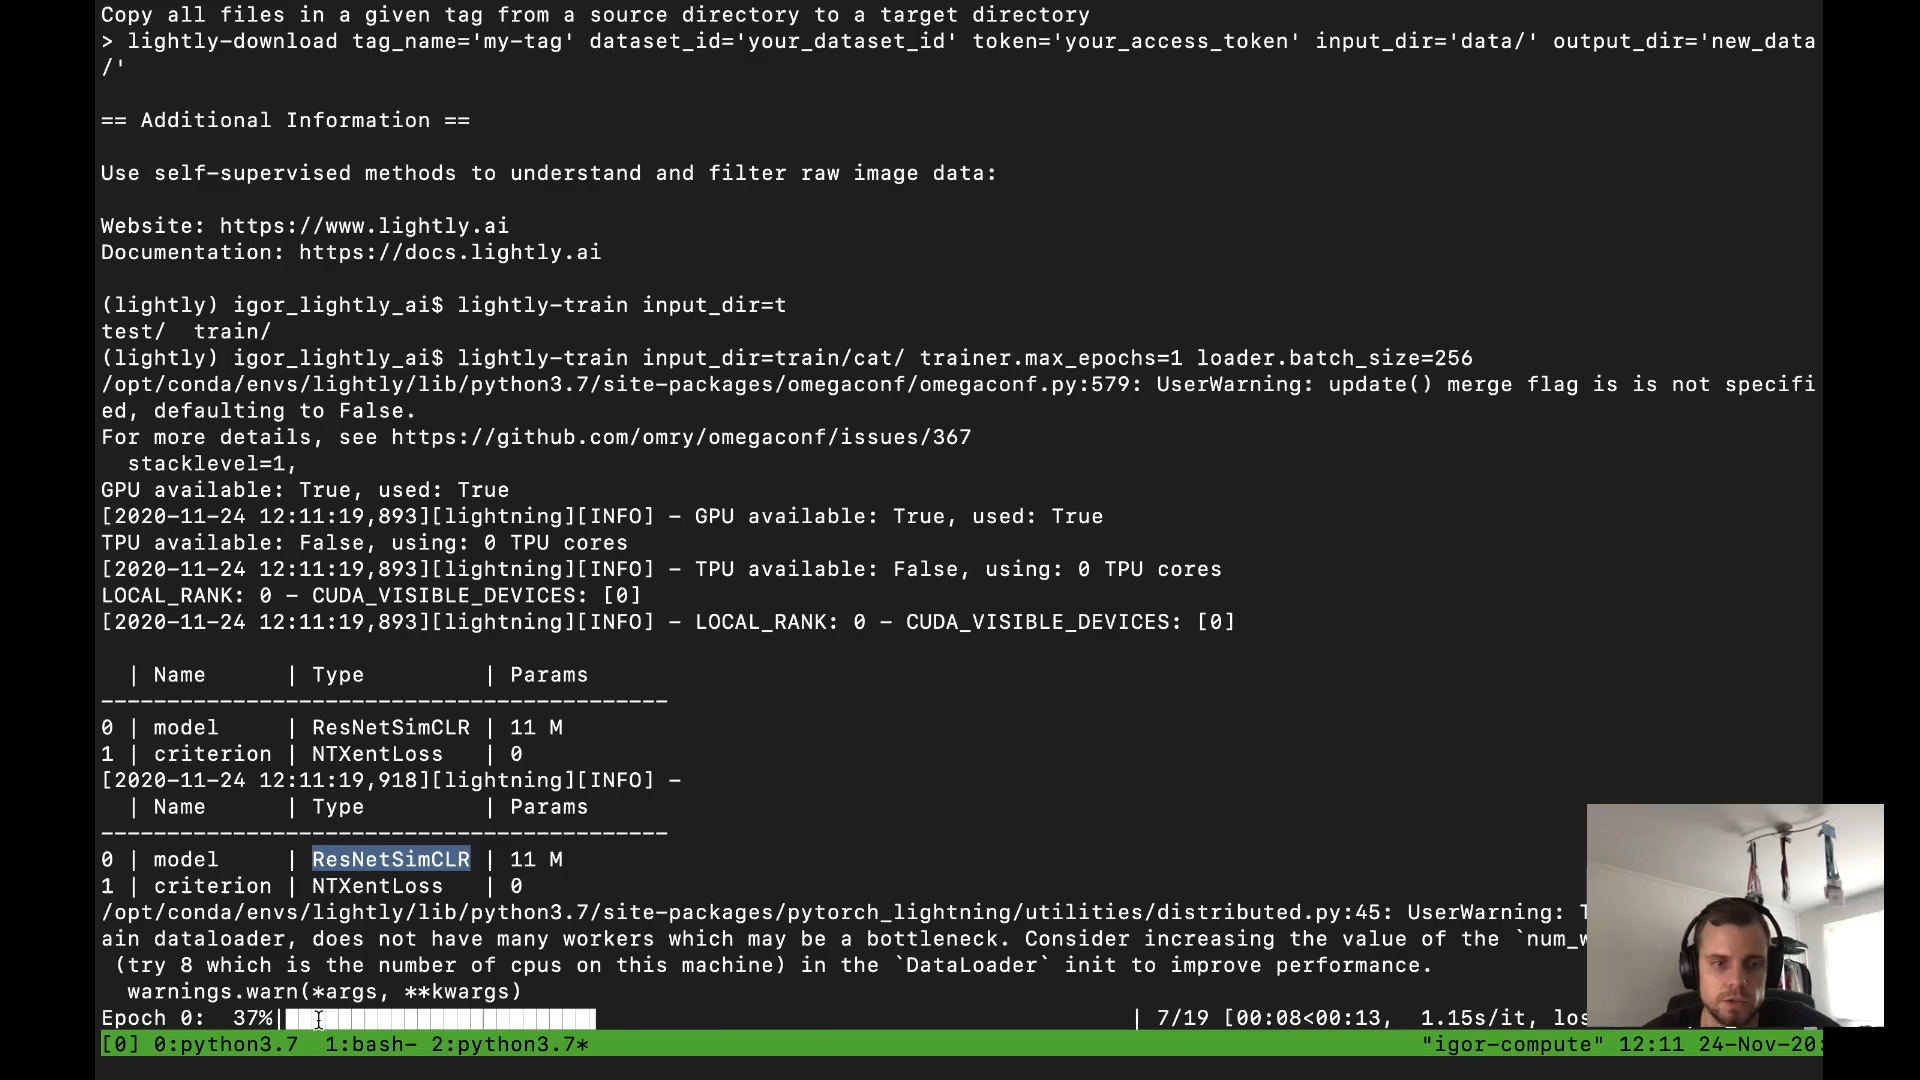 Copy all files in a given tag from a source directory to a target directory
> lightly-download tag_name='my-tag' dataset_id='your_dataset_id' token='your_access_token' input_dir='data/' output_dir='new_data
/'
== Additional Information ==
Use self-supervised methods to understand and filter raw image data:
Website: https://www.lightly.ai
Documentation: https://docs.lightly.ai
(lightly) igor_lightly_ai$ lightly-train input_dir=t
test/  train/
(lightly) igor_lightly_ai$ lightly-train input_dir=train/cat/ trainer.max_epochs=1 loader.batch_size=256
/opt/conda/envs/lightly/lib/python3.7/site-packages/omegaconf/omegaconf.py:579: UserWarning: update() merge flag is is not specifi
ed, defaulting to False.
For more details, see https://github.com/omry/omegaconf/issues/367
  stacklevel=1,
GPU available: True, used: True
[2020-11-24 12:11:19,893][lightning][INFO] - GPU available: True, used: True
TPU available: False, using: 0 TPU cores
[2020-11-24 12:11:19,893][lightning][INFO] - TPU available: False, using: 0 TPU cores
LOCAL_RANK: 0 - CUDA_VISIBLE_DEVICES: [0]
[2020-11-24 12:11:19,893][lightning][INFO] - LOCAL_RANK: 0 - CUDA_VISIBLE_DEVICES: [0]
  | Name      | Type          | Params
-------------------------------------------
0 | model     | ResNetSimCLR | 11 M
1 | criterion | NTXentLoss   | 0
[2020-11-24 12:11:19,918][lightning][INFO] -
  | Name      | Type          | Params
-------------------------------------------
0 | model     | ResNetSimCLR | 11 M
1 | criterion | NTXentLoss   | 0
/opt/conda/envs/lightly/lib/python3.7/site-packages/pytorch_lightning/utilities/distributed.py:45: UserWarning:
ain dataloader, does not have many workers which may be a bottleneck. Consider increasing the value of the `num_w
 (try 8 which is the number of cpus on this machine) in the `DataLoader` init to improve performance.
  warnings.warn(*args, **kwargs)
Epoch 0:  37%| | 7/19 [00:08<00:13,  1.15s/it, los
[0] 0:python3.7  1:bash- 2:python3.7* "igor-compute" 12:11 24-Nov-20